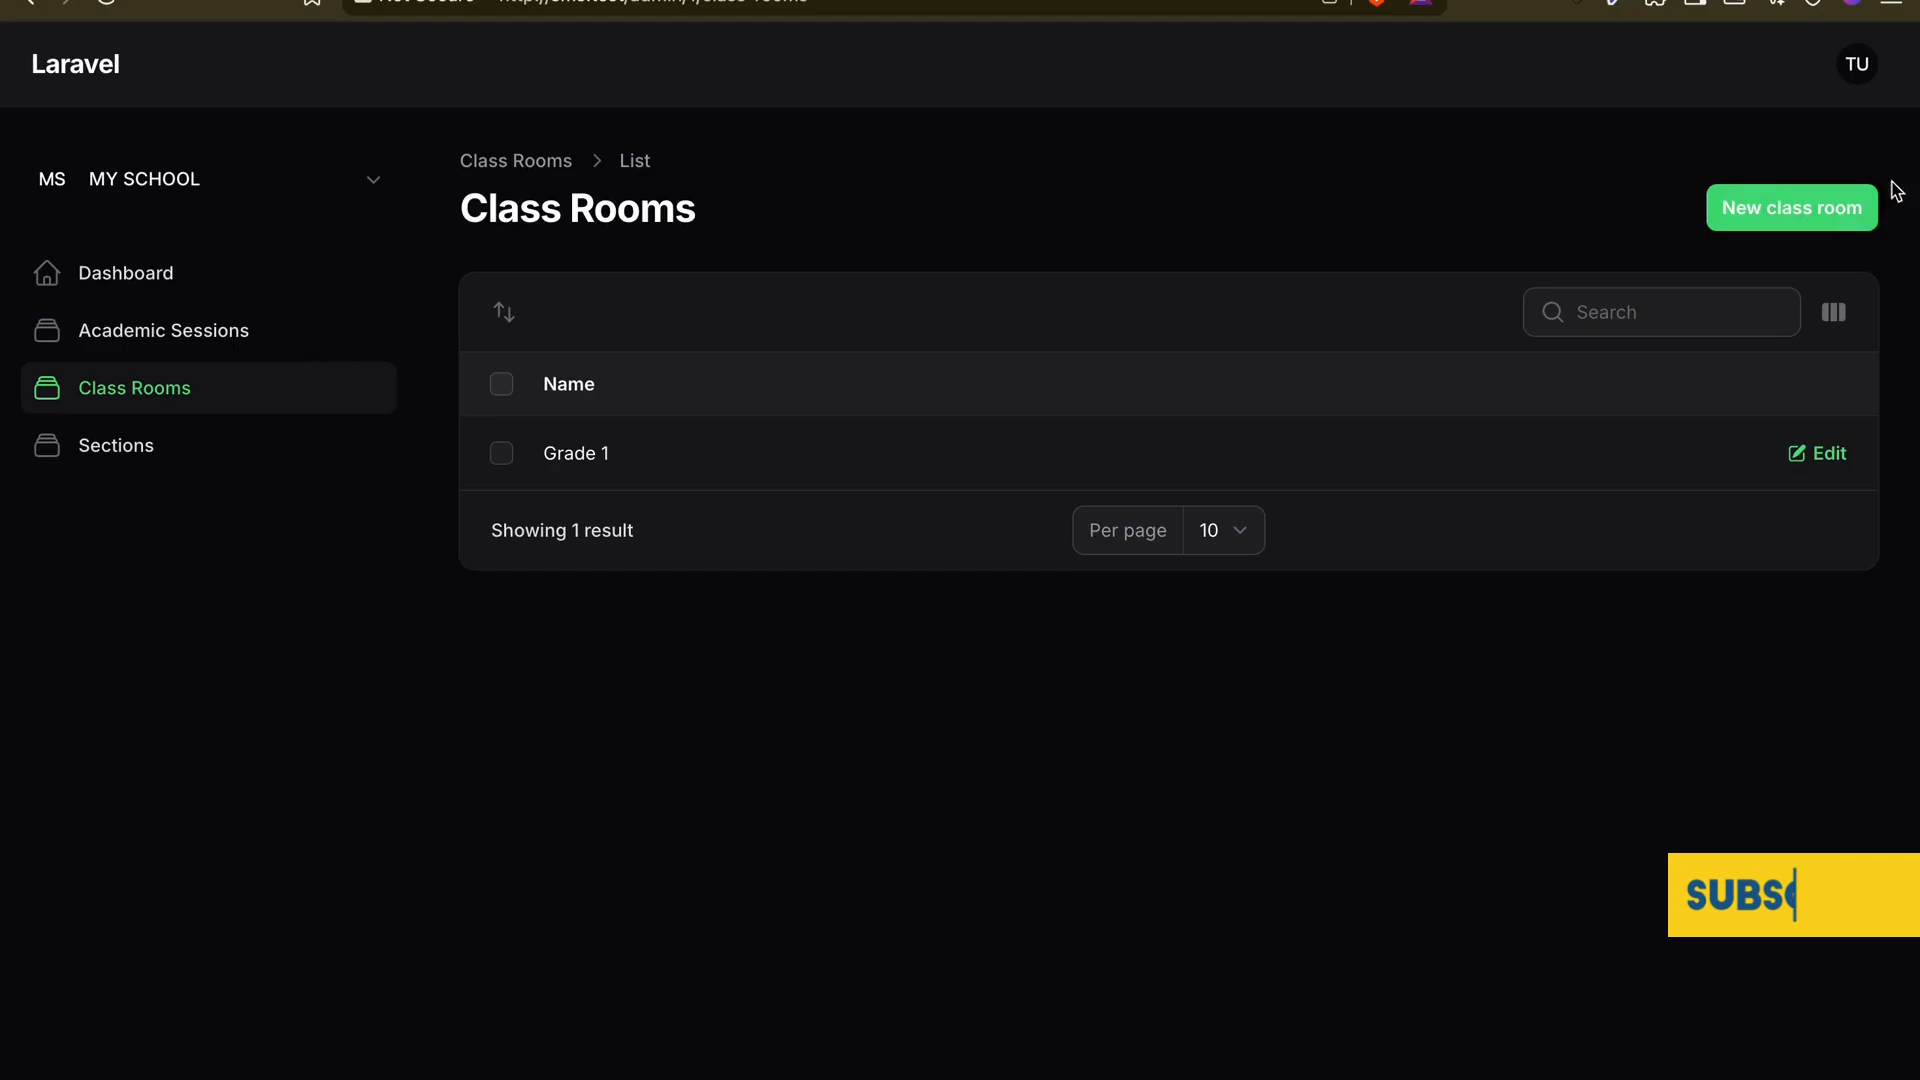 Laravel
TU
MS MY SCHOOL
Class Rooms > List
Class Rooms
New class room
Dashboard
Academic Sessions
Class Rooms
Sections
Search
Name
Grade 1
Edit
Showing 1 result
Per page 10
SUBSC